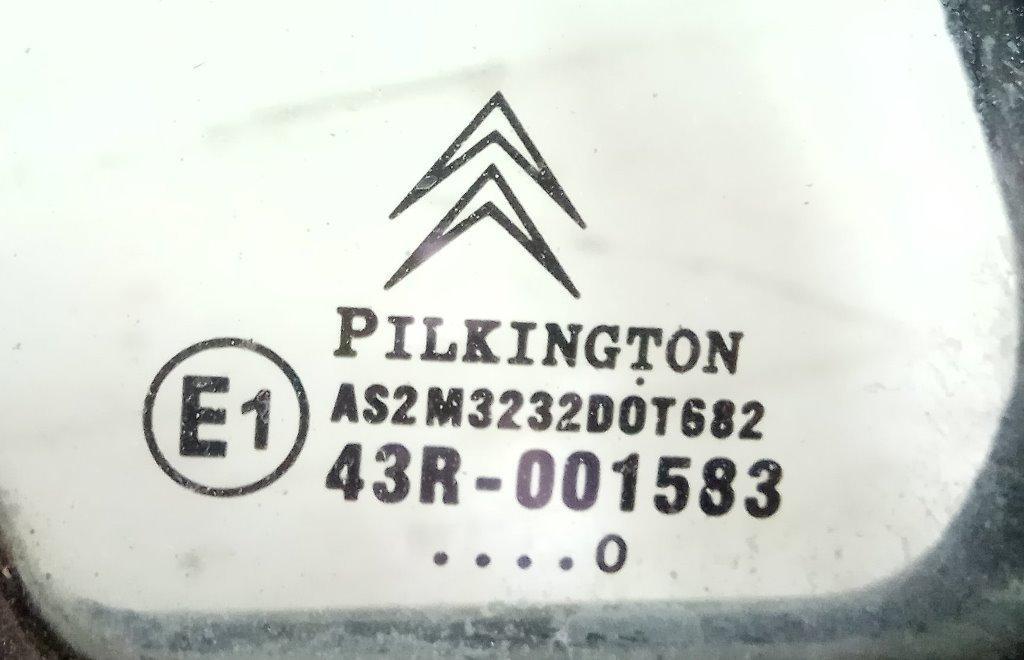 PILKINGTON
E1
AS2M3232DOT682
43R-001583
....0